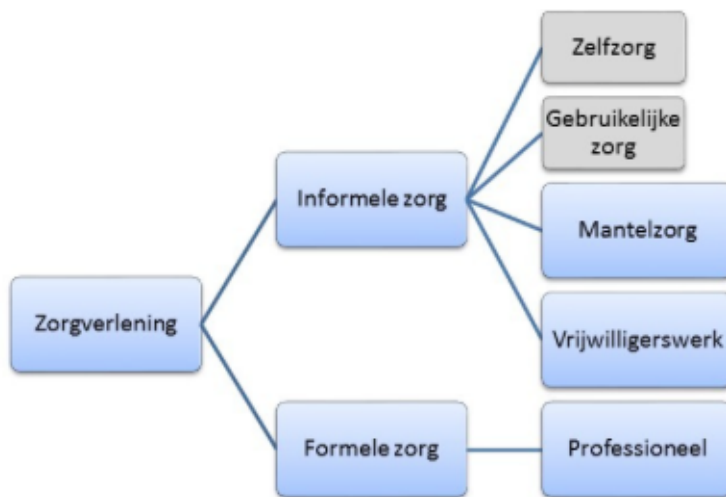 Zelfzorg
Gebruikelijke
zorg
Informele zorg
Mantelzorg
Zorgverlening
Vrijwilligerswerk
Formele zorg
Professioneel